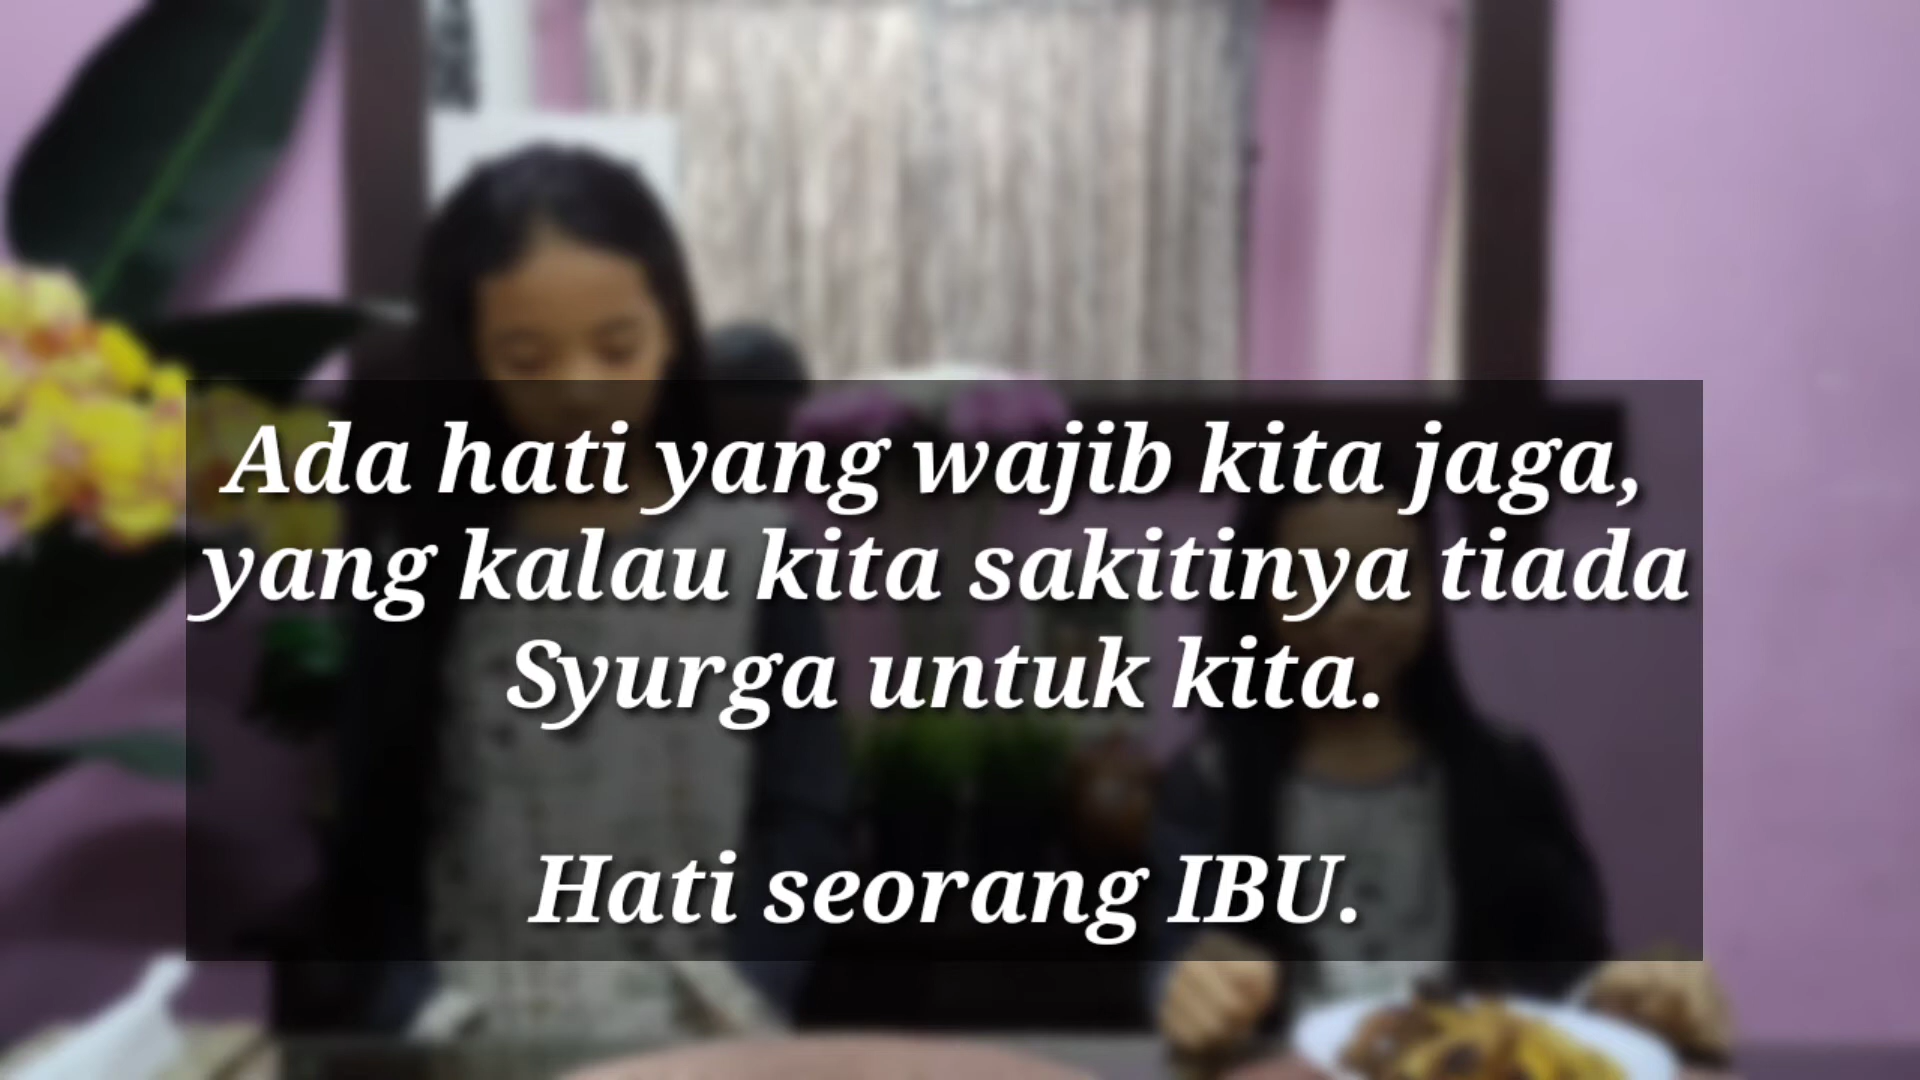 Ada hati yang wajib kita jaga,
yang kalau kita sakitinya tiada
Syurga untuk kita.
Hati seorang IBU.